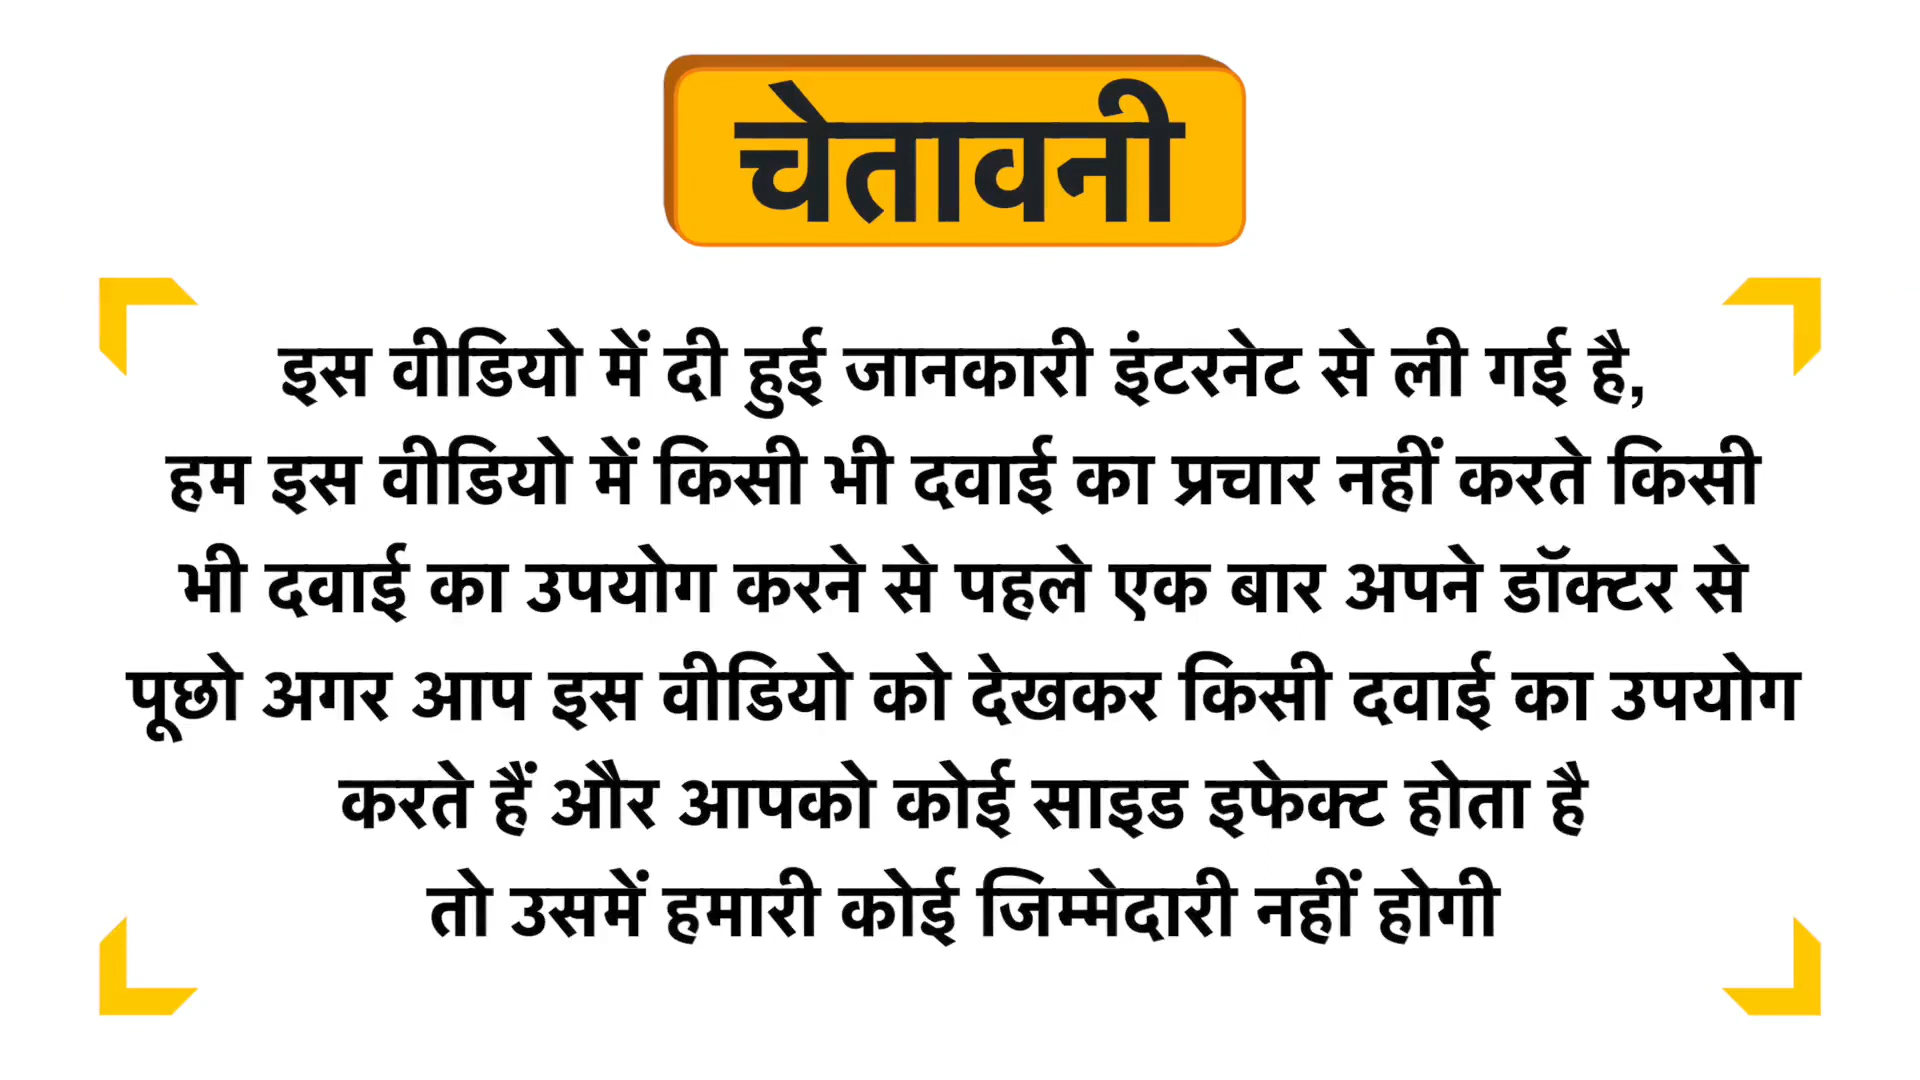 चेतावनी
इस वीडियो में दी हुई जानकारी इंटरनेट से ली गई है,
हम इस वीडियो में किसी भी दवाई का प्रचार नहीं करते किसी
भी दवाई का उपयोग करने से पहले एक बार अपने डॉक्टर से
पूछो अगर आप इस वीडियो को देखकर किसी दवाई का उपयोग
करते हैं और आपको कोई साइड इफेक्ट होता है
तो उसमें हमारी कोई जिम्मेदारी नहीं होगी